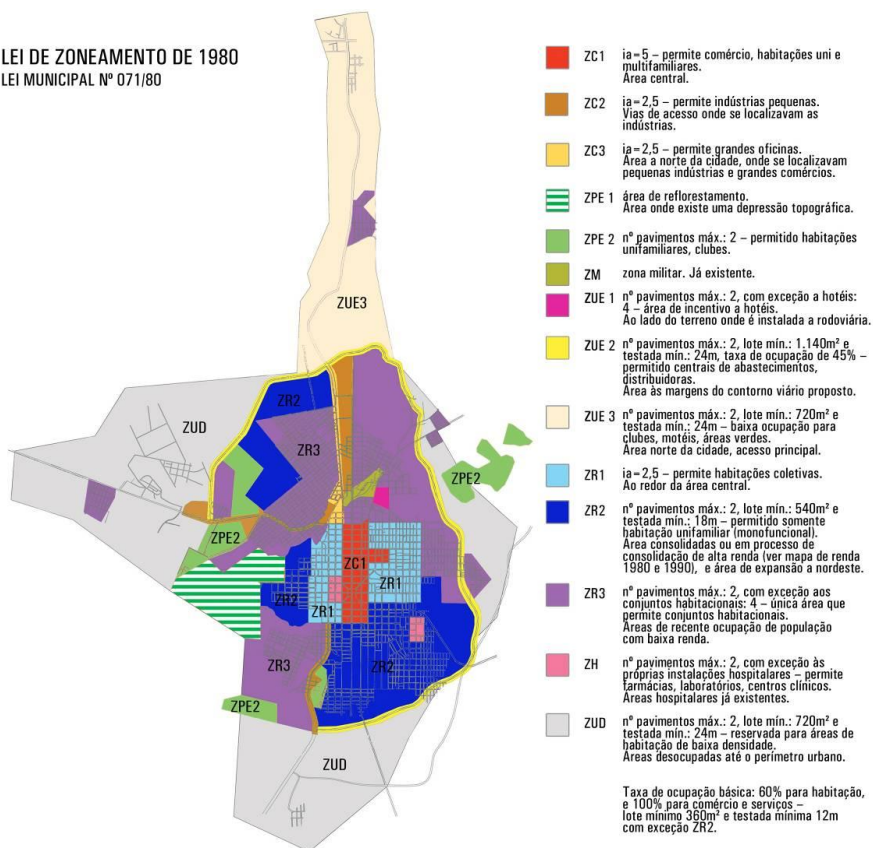 LEI DE ZONEAMENTO DE 1980
LEI MUNICIPAL Nº 071/80
ZUE3
ZR2
ZUD
ZR3
ZPE2
ZPE2
ZC1
ZR1
ZR2
ZR1
ZR3
ZR2
ZPE2
ZUD
ZC1 ia=5 – permite comércio, habitações uni e
multifamiliares.
Área central.
ZC2 ia=2,5 – permite indústrias pequenas.
Vias de acesso onde se localizavam as
indústrias.
ZC3 ia=2,5 – permite grandes oficinas.
Área a norte da cidade, onde se localizavam
pequenas indústrias e grandes comércios.
ZPE 1 área de reflorestamento.
Área onde existe uma depressão topográfica.
ZPE 2 nº pavimentos máx.: 2 – permitido habitações
unifamiliares, clubes.
ZM zona militar. Já existente.
ZUE 1 nº pavimentos máx.: 2, com exceção a hotéis:
4 – área de incentivo a hotéis.
Ao lado do terreno onde é instalada a rodoviária.
ZUE 2 nº pavimentos máx.: 2, lote mín.: 1.140m² e
testada mín.: 24m, taxa de ocupação de 45% –
permitido centrais de abastecimentos,
distribuidoras.
Área às margens do contorno viário proposto.
ZUE 3 nº pavimentos máx.: 2, lote mín.: 720m² e
testada mín.: 24m – baixa ocupação para
clubes, motéis, áreas verdes.
Área norte da cidade, acesso principal.
ZR1 ia=2,5 – permite habitações coletivas.
Ao redor da área central.
ZR2 nº pavimentos máx.: 2, lote mín.: 540m² e
testada mín.: 18m – permitido somente
habitação unifamiliar (monofuncional).
Área consolidadas ou em processo de
consolidação de alta renda (ver mapa de renda
1980 e 1990), e área de expansão a nordeste.
ZR3 nº pavimentos máx.: 2, com exceção aos
conjuntos habitacionais: 4 – única área que
permite conjuntos habitacionais.
Áreas de recente ocupação de população
com baixa renda.
ZH nº pavimentos máx.: 2, com exceção às
próprias instalações hospitalares – permite
farmácias, laboratórios, centros clínicos.
Áreas hospitalares já existentes.
ZUD nº pavimentos máx.: 2, lote mín.: 720m² e
testada mín.: 24m – reservada para áreas de
habitação de baixa densidade.
Áreas desocupadas até o perímetro urbano.
Taxa de ocupação básica: 60% para habitação,
e 100% para comércio e serviços –
lote mínimo 360m² e testada mínima 12m
com exceção ZR2.